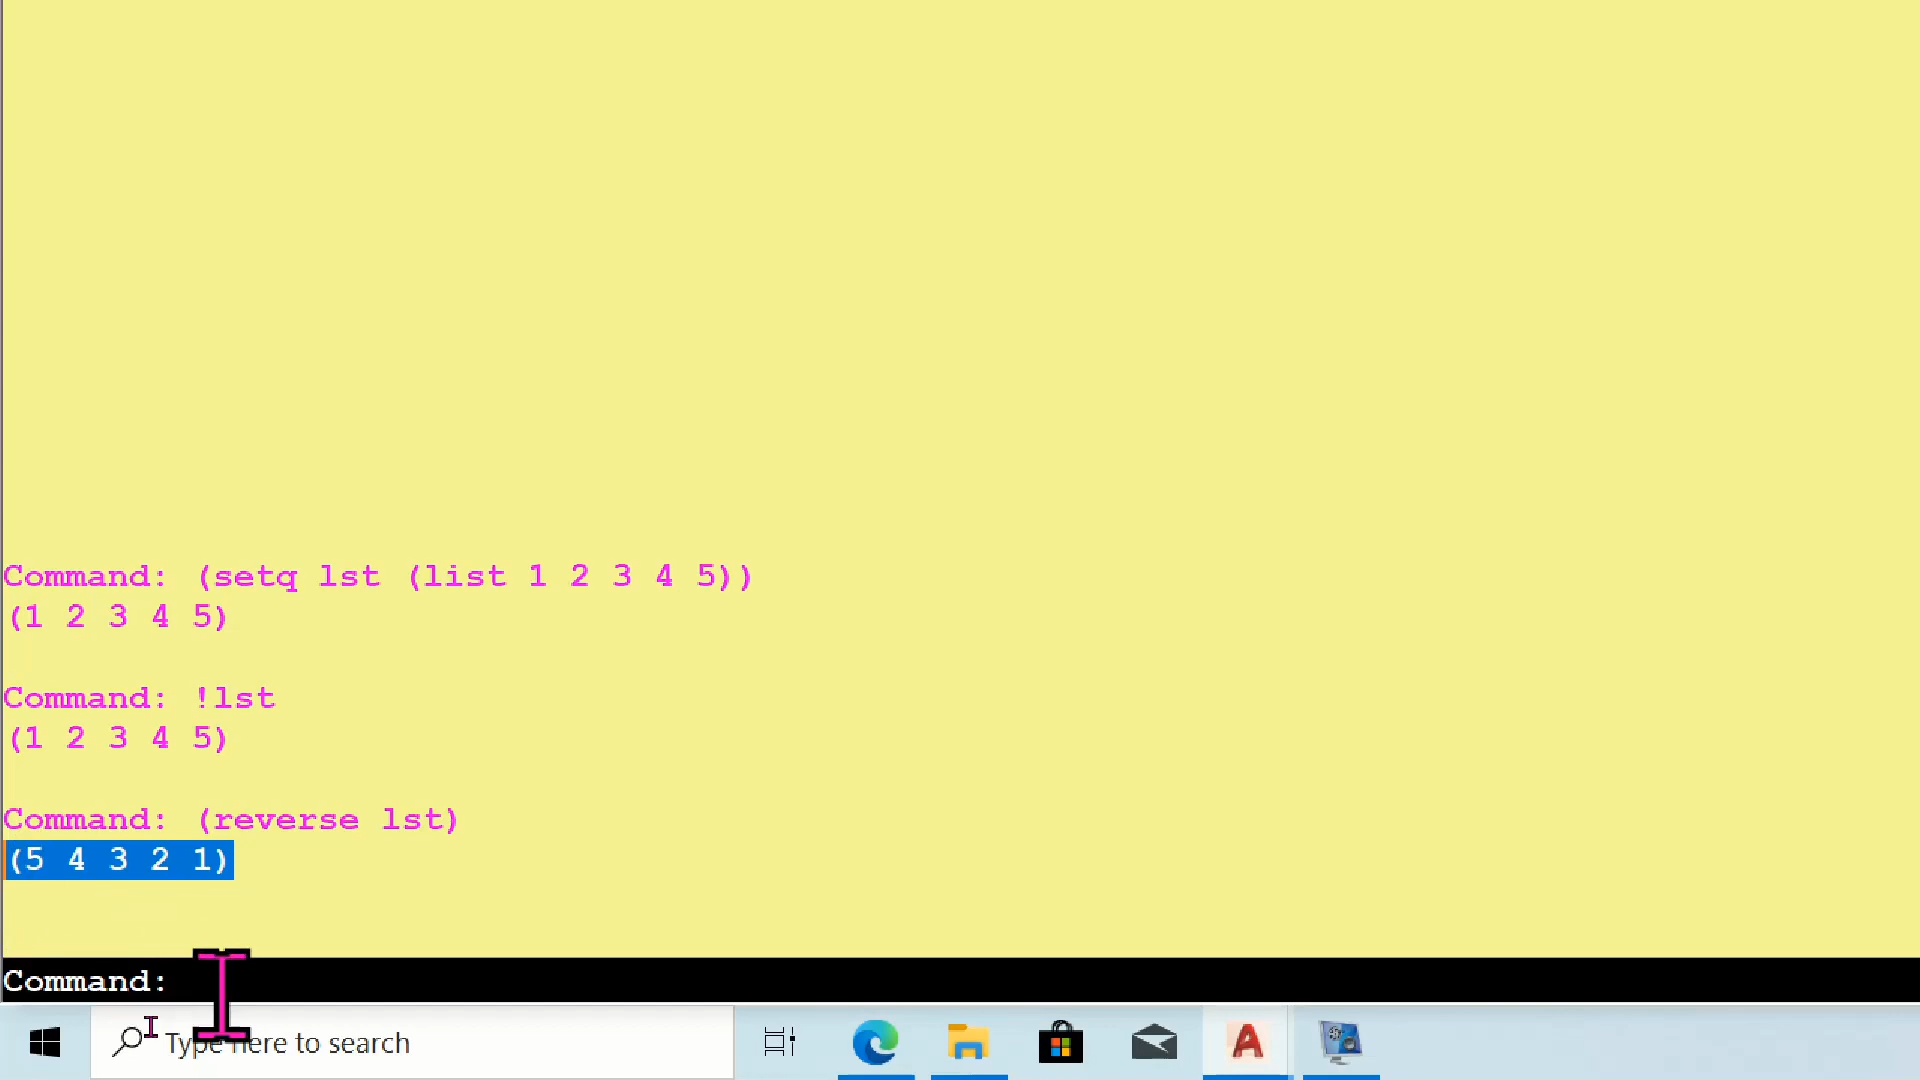 Command: (setq lst (list 1 2 3 4 5))
(1 2 3 4 5)
Command: !lst
(1 2 3 4 5)
Command: (reverse lst)
(5 4 3 2 1)
Command:
Type here to search